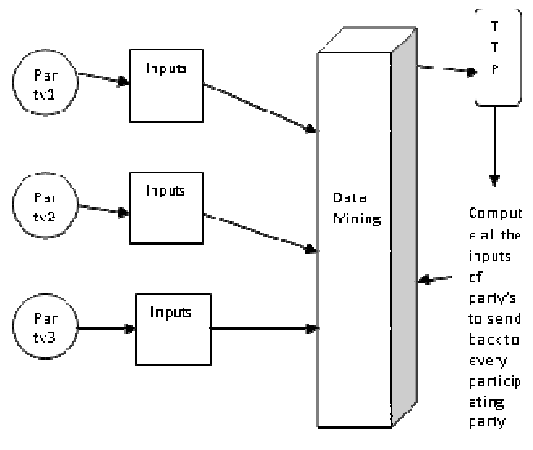 Par
ty1
Inputs
T
T
P
Par
ty2
Inputs
Data
Mining
Par
ty3
Inputs
Comput
e al the
inputs
of
party's
to send
back to
every
particip
ating
party